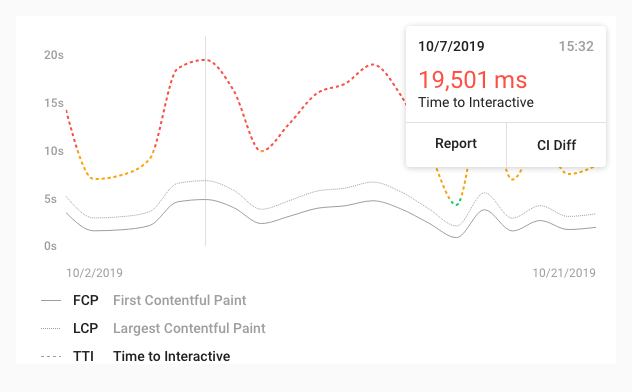 20s
15s
10s
5s
0s
10/7/2019 15:32
19,501 ms
Time to Interactive
Report CI Diff
10/2/2019 10/21/2019
FCP First Contentful Paint
LCP Largest Contentful Paint
TTI Time to Interactive